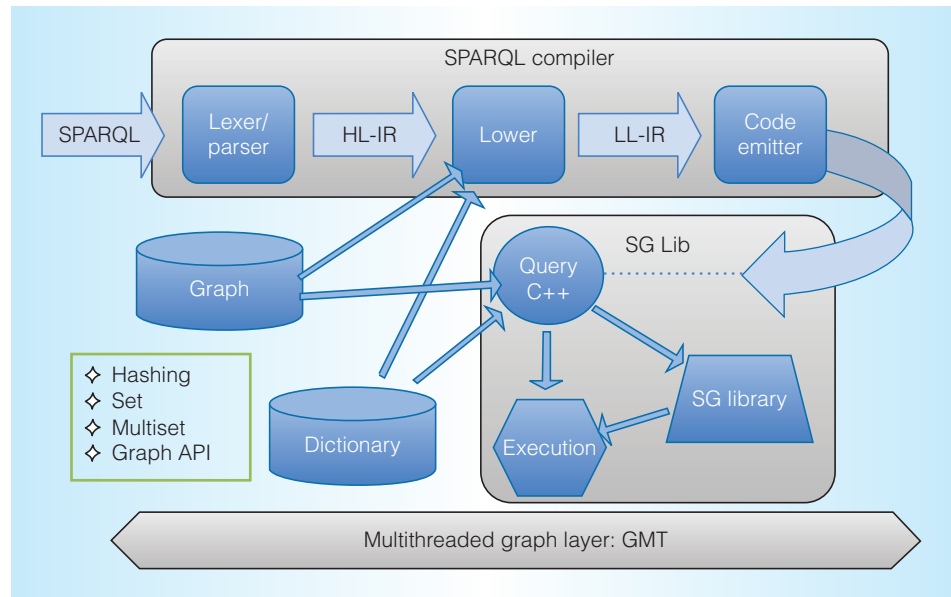 SPARQL compiler
SPARQL
Lexer/
parser
HL-IR
Lower
LL-IR
Code
emitter
SG Lib
Query
C++
Graph
Hashing
Set
Multiset
Graph API
Dictionary
Execution
SG library
Multithreaded graph layer: GMT